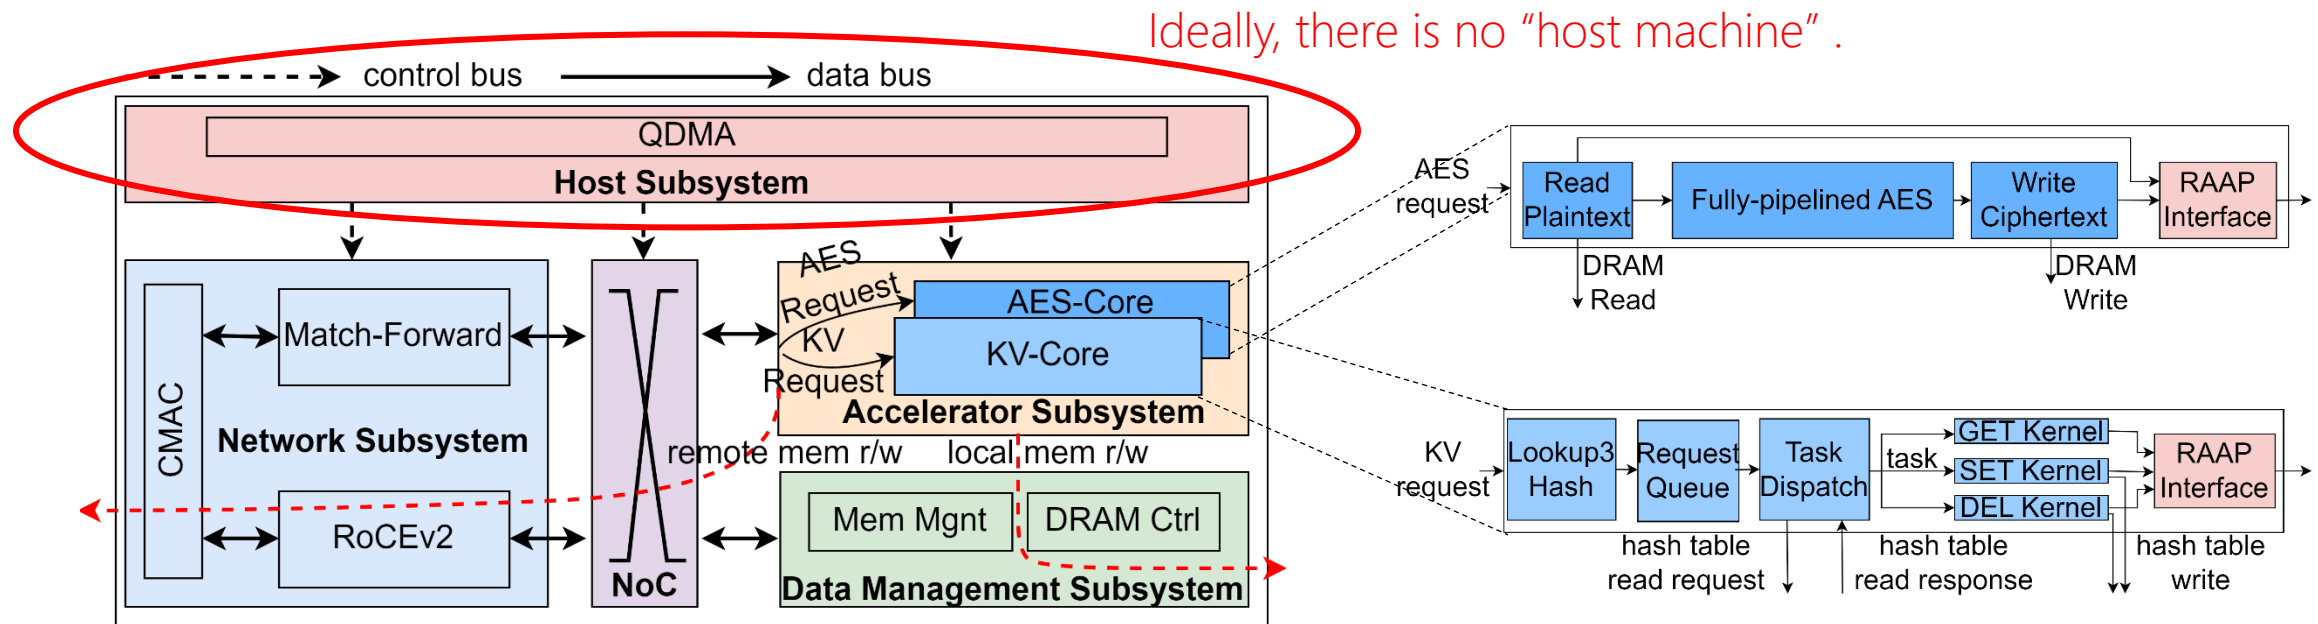 Ideally, there is no “host machine” .
control bus
data bus
QDMA
Host Subsystem
CMAC
Match-Forward
Network Subsystem
RoCEv2
NoC
AES
Request
KV
Request
AES-Core
KV-Core
Accelerator Subsystem
remote mem r/w
local mem r/w
Mem Mgnt
DRAM Ctrl
Data Management Subsystem
AES
request
Read
Plaintext
Fully-pipelined AES
Write
Ciphertext
RAAP
Interface
DRAM
Read
DRAM
Write
KV
request
Lookup3
Hash
Request
Queue
Task
Dispatch
task
GET Kernel
SET Kernel
DEL Kernel
RAAP
Interface
hash table
read request
hash table
read response
hash table
write